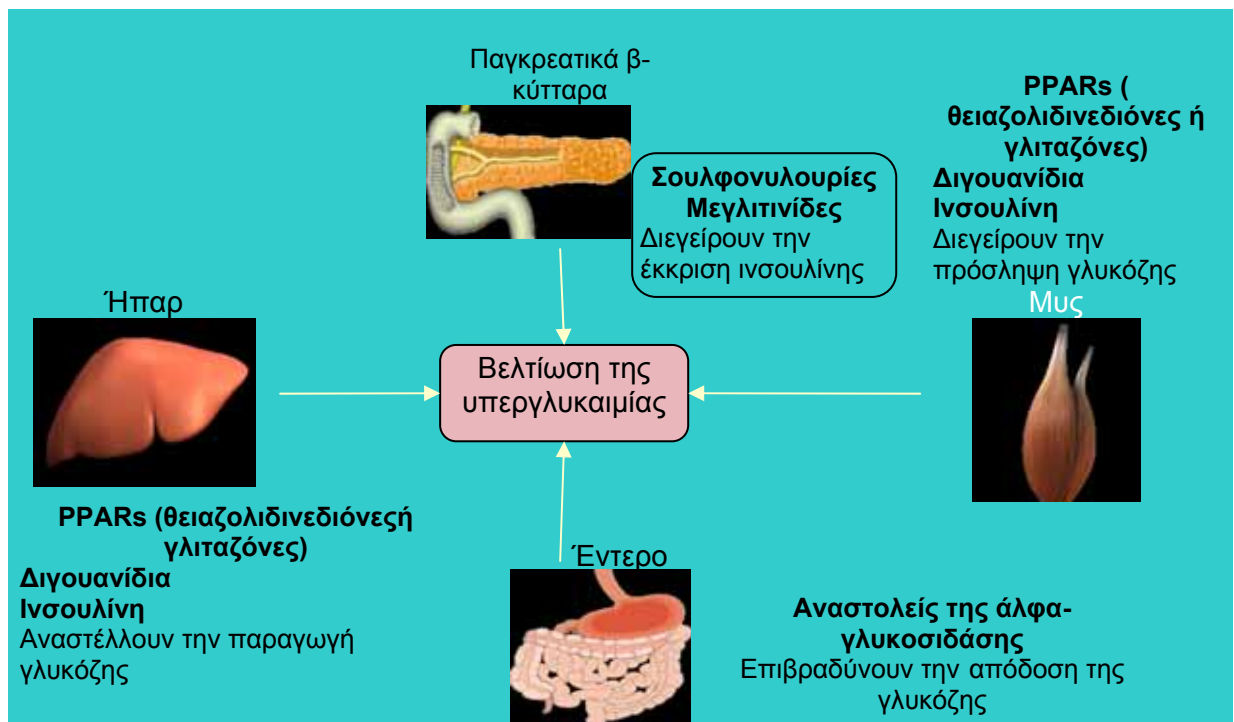 Παγκρεατικά β-
κύτταρα
Σουλφονυλουρίες
Μεγλιτινίδες
Διεγείρουν την
έκκριση ινσουλίνης
PPARs (
θειαζολιδινεδιόνες ή
γλιταζόνες)
Διγουανίδια
Ινσουλίνη
Διεγείρουν την
πρόσληψη γλυκόζης
Μυς
Ήπαρ
Βελτίωση της
υπεργλυκαιμίας
PPARs (θειαζολιδινεδιόνεςή
γλιταζόνες)
Διγουανίδια
Ινσουλίνη
Αναστέλλουν την παραγωγή
γλυκόζης
Έντερο
Αναστολείς της άλφα-
γλυκοσιδάσης
Επιβραδύνουν την απόδοση της
γλυκόζης